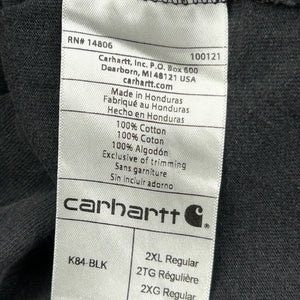 RN# 14806 100121
Carhartt, Inc. P.O. Box 600
Dearborn, MI 48121 USA
carhartt.com
Made in Honduras
Fabriqué au Honduras
Hecho en Honduras
100% Cotton
100% Coton
100% Algodón
Exclusive of trimming
Sans garniture
Sin incluir adorno
carhartt
K84-BLK
2XL Regular
2TG Régulière
2XG Regular